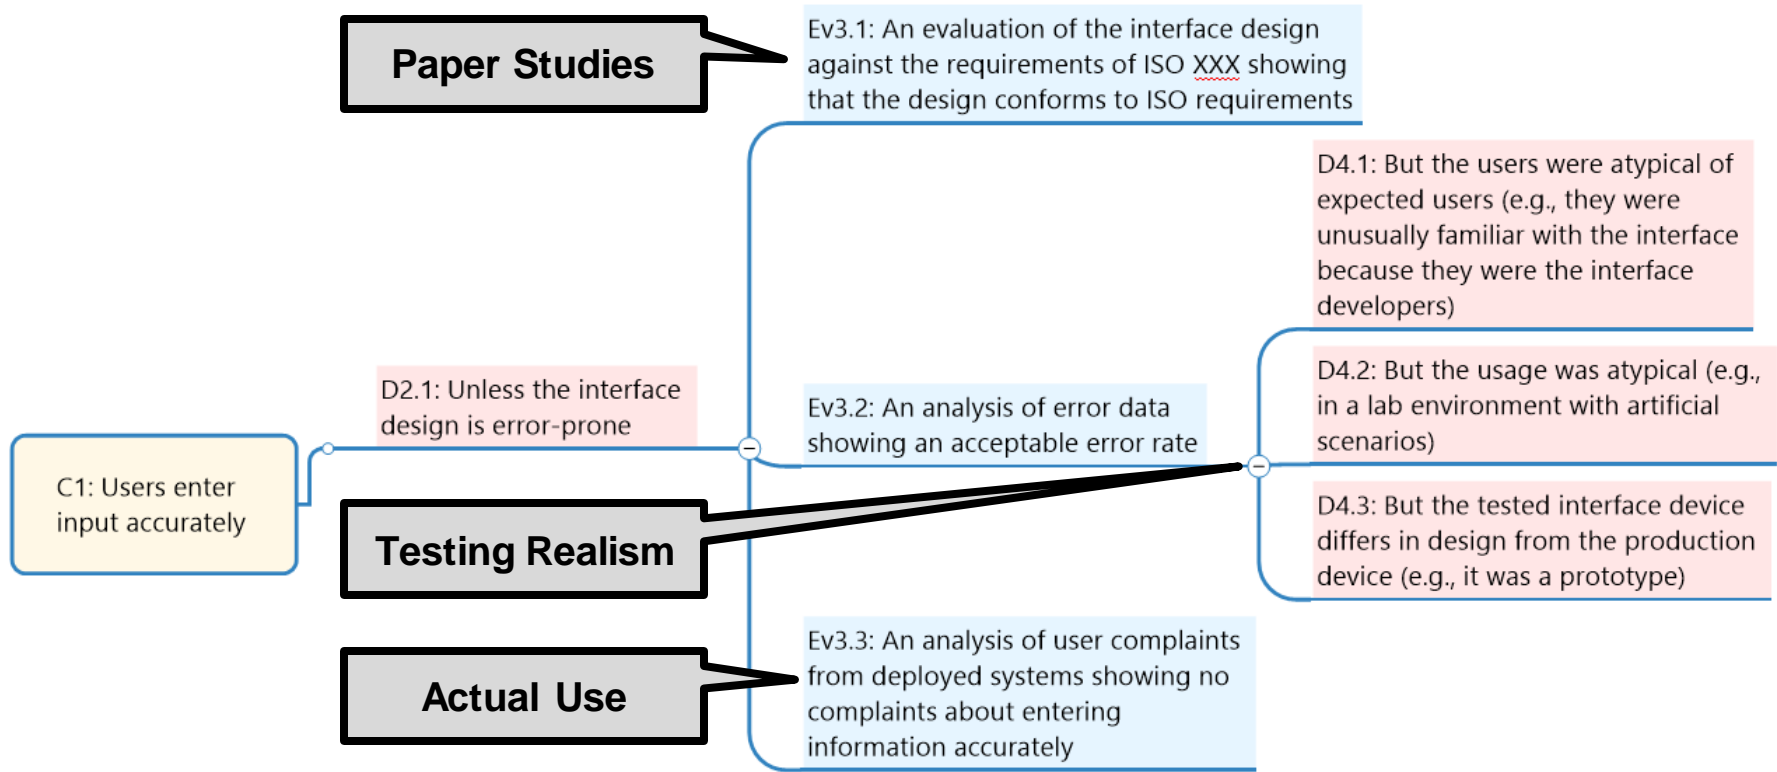 Paper Studies
Ev3.1: An evaluation of the interface design
against the requirements of ISO XXX showing
that the design conforms to ISO requirements
D4.1: But the users were atypical of
expected users (e.g., they were
unusually familiar with the interface
because they were the interface
developers)
D2.1: Unless the interface
design is error-prone
Ev3.2: An analysis of error data
showing an acceptable error rate
D4.2: But the usage was atypical (e.g.,
in a lab environment with artificial
scenarios)
C1: Users enter
input accurately
Testing Realism
D4.3: But the tested interface device
differs in design from the production
device (e.g., it was a prototype)
Actual Use
Ev3.3: An analysis of user complaints
from deployed systems showing no
complaints about entering
information accurately